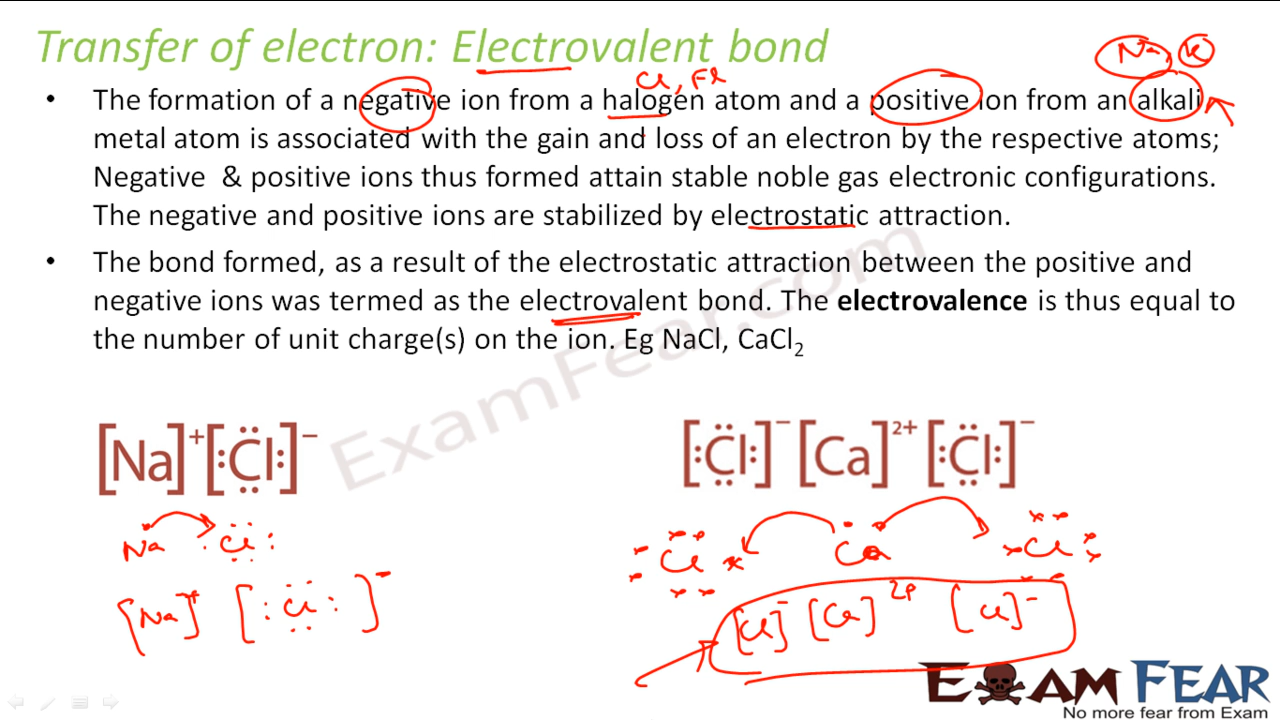 Transfer of electron: Electrovalent bond
Na, K
Cl, Fl
• The formation of a negative ion from a halogen atom and a positive ion from an alkali
metal atom is associated with the gain and loss of an electron by the respective atoms;
Negative & positive ions thus formed attain stable noble gas electronic configurations.
The negative and positive ions are stabilized by electrostatic attraction.
• The bond formed, as a result of the electrostatic attraction between the positive and
negative ions was termed as the electrovalent bond. The electrovalence is thus equal to
the number of unit charge(s) on the ion. Eg NaCl, CaCl₂
ExamFear.com
[Na]⁺[:Cl:]⁻
[:Cl:]⁻ [Ca]²⁺ [:Cl:]⁻
Na :Cl:
Cl Ca Cl
[Na]⁺ [:Cl:]⁻
[Cl]⁻ [Ca]²⁺ [Cl]⁻
EXAM FEAR
No more fear from Exam